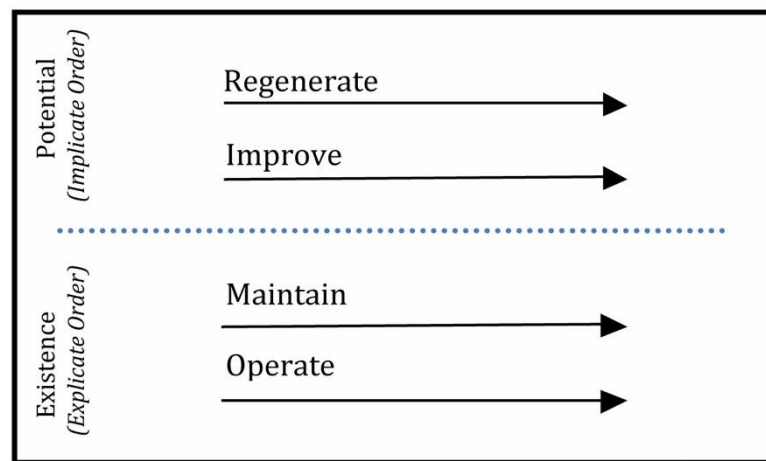 Potential
(Implicate Order)
Regenerate
Improve
Existence
(Explicate Order)
Maintain
Operate